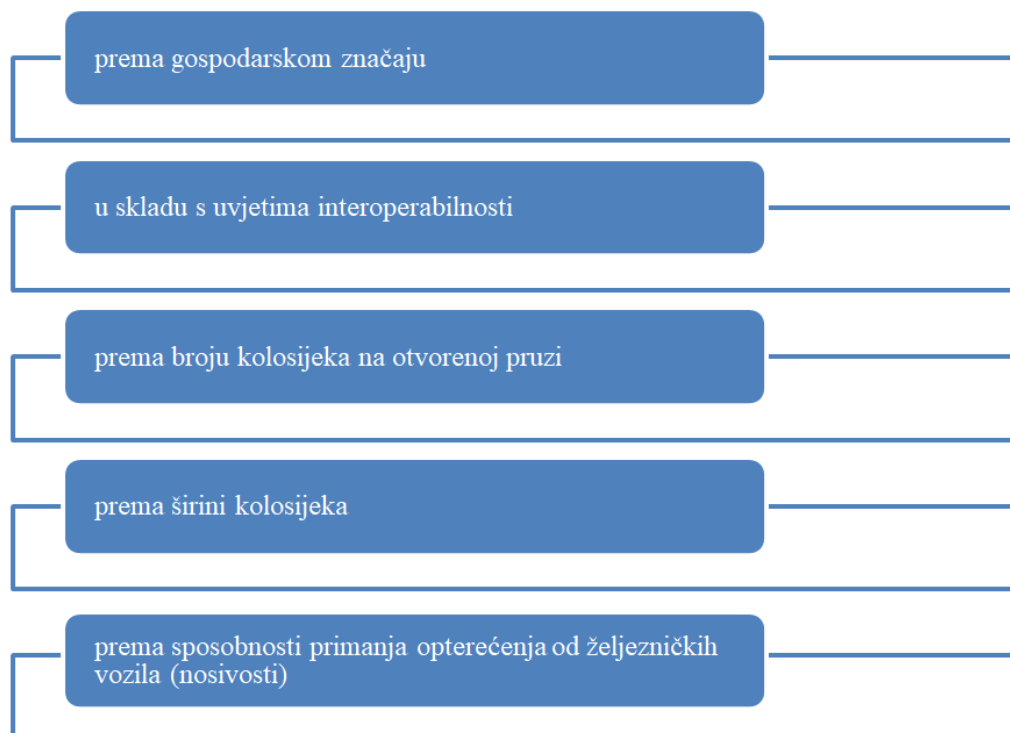 prema gospodarskom značaju
u skladu s uvjetima interoperabilnosti
prema broju kolosijeka na otvorenoj pruzi
prema širini kolosijeka
prema sposobnosti primanja opterećenja od željezničkih
vozila (nosivosti)